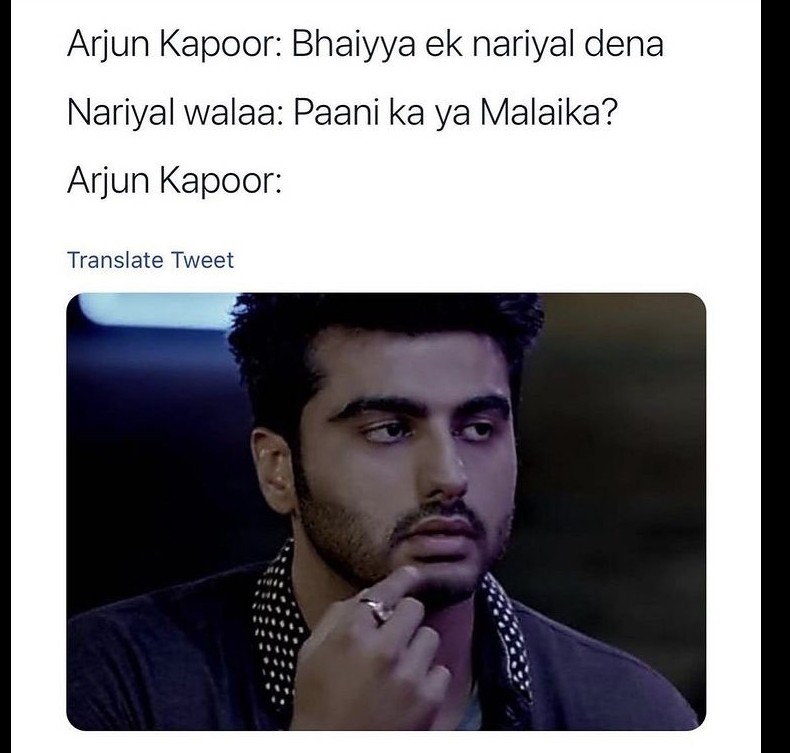 Arjun Kapoor: Bhaiyya ek nariyal dena
Nariyal walaa: Paani ka ya Malaika?
Arjun Kapoor:
Translate Tweet